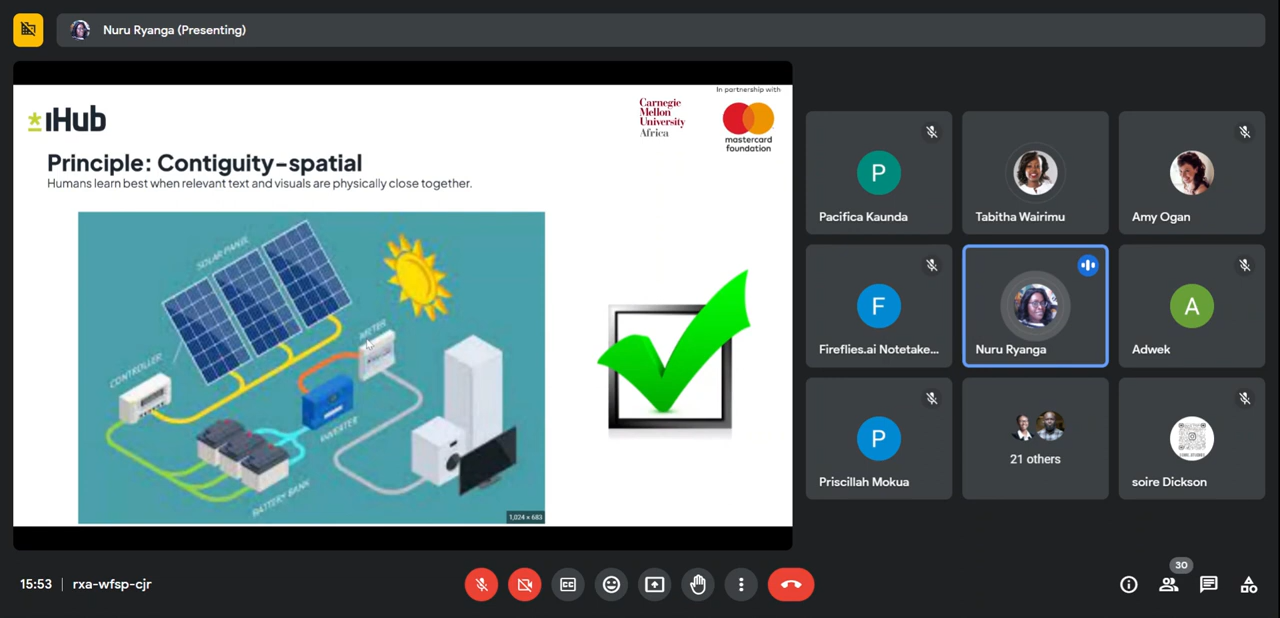 Nuru Ryanga (Presenting)
In partnership with
Carnegie
Mellon
University
Africa
mastercard
foundation
iHub
Principle: Contiguity-spatial
Humans learn best when relevant text and visuals are physically close together.
SOLAR PANEL
METER
CONTROLLER
INVERTER
BATTERY BANK
1,024 × 683
P
Pacifica Kaunda
Tabitha Wairimu
Amy Ogan
F
Fireflies.ai Notetake...
Nuru Ryanga
A
Adwek
P
Priscillah Mokua
21 others
soire Dickson
15:53 | rxa-wfsp-cjr
CC
30